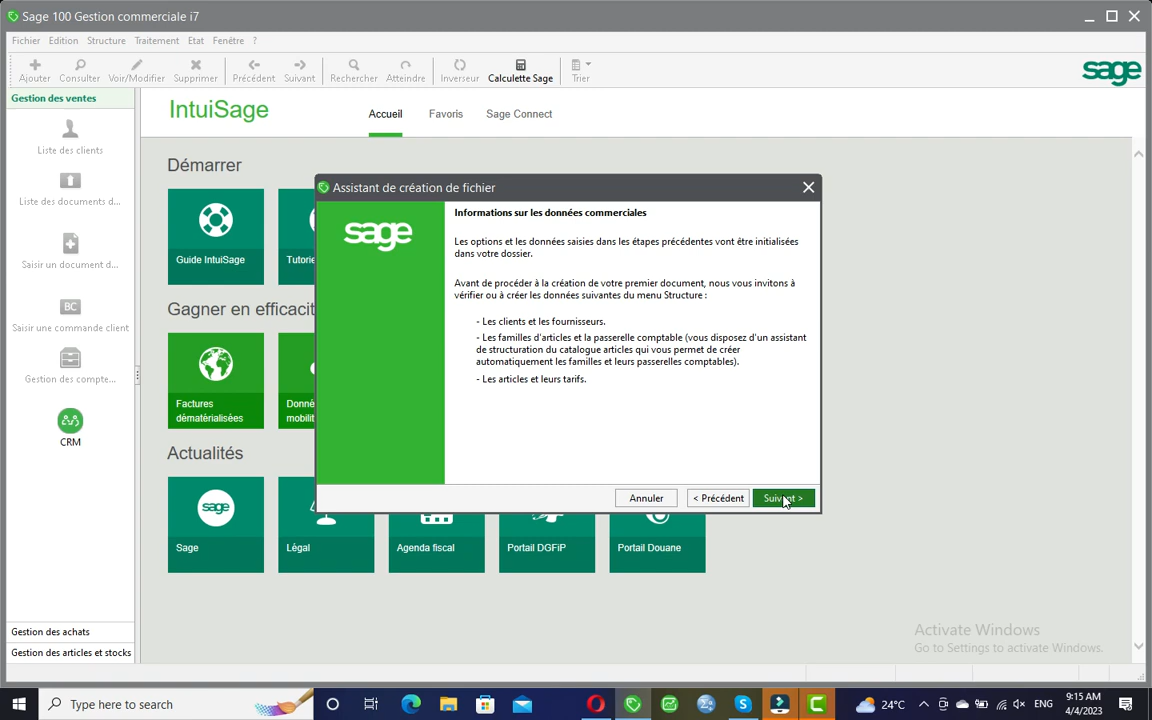 Sage 100 Gestion commerciale i7
Fichier Edition Structure Traitement Etat Fenêtre ?
Ajouter Consulter Voir/Modifier Supprimer Précédent Suivant Rechercher Atteindre Inverseur Calculette Sage Trier
sage
Gestion des ventes
Liste des clients
Liste des documents d...
Saisir un document d...
BC
Saisir une commande client
Gestion des compte...
CRM
Gestion des achats
Gestion des articles et stocks
IntuiSage
Accueil Favoris Sage Connect
Démarrer
Guide IntuiSage
Gagner en efficacit
Factures
dématérialisées
Actualités
sage
Sage
Légal
Agenda fiscal
Portail DGFiP
Portail Douane
Assistant de création de fichier
sage
Informations sur les données commerciales
Les options et les données saisies dans les étapes précédentes vont être initialisées
dans votre dossier.
Avant de procéder à la création de votre premier document, nous vous invitons à
vérifier ou à créer les données suivantes du menu Structure :
- Les clients et les fournisseurs.
- Les familles d'articles et la passerelle comptable (vous disposez d'un assistant
de structuration du catalogue articles qui vous permet de créer
automatiquement les familles et leurs passerelles comptables).
- Les articles et leurs tarifs.
Annuler < Précédent Suivant >
Activate Windows
Go to Settings to activate Windows.
Type here to search
24°C
ENG
9:15 AM
4/4/2023